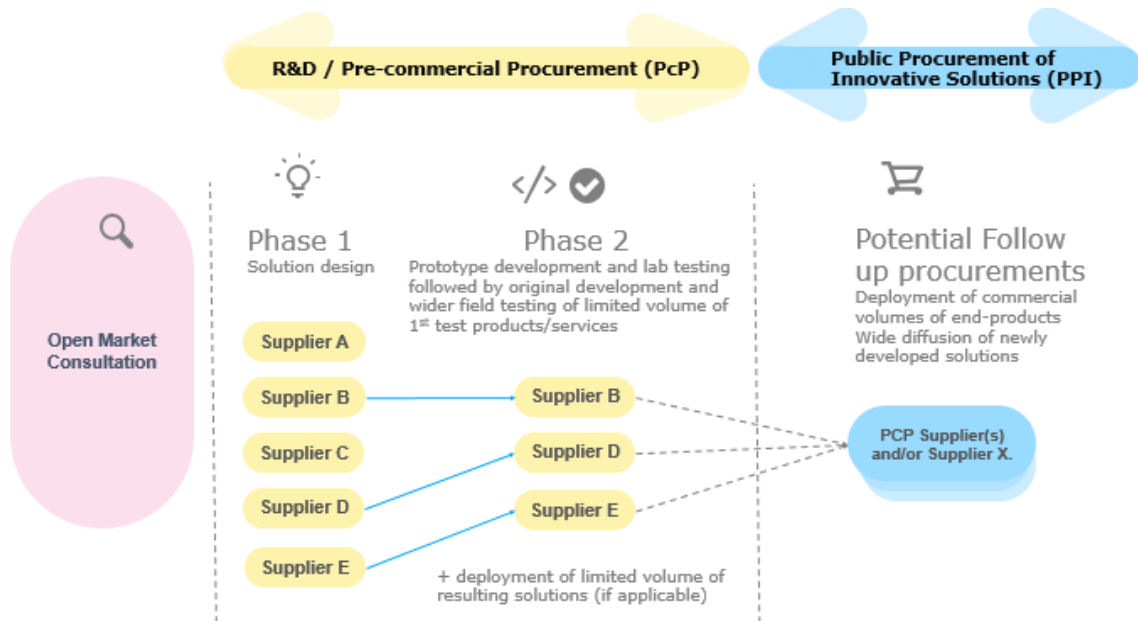 R&D / Pre-commercial Procurement (PcP)
Public Procurement of
Innovative Solutions (PPI)
Open Market
Consultation
Phase 1
Solution design
Supplier A
Supplier B
Supplier C
Supplier D
Supplier E
</>
Phase 2
Prototype development and lab testing
followed by original development and
wider field testing of limited volume of
1st test products/services
Supplier B
Supplier D
Supplier E
+ deployment of limited volume of
resulting solutions (if applicable)
Potential Follow
up procurements
Deployment of commercial
volumes of end-products
Wide diffusion of newly
developed solutions
PCP Supplier(s)
and/or Supplier X.